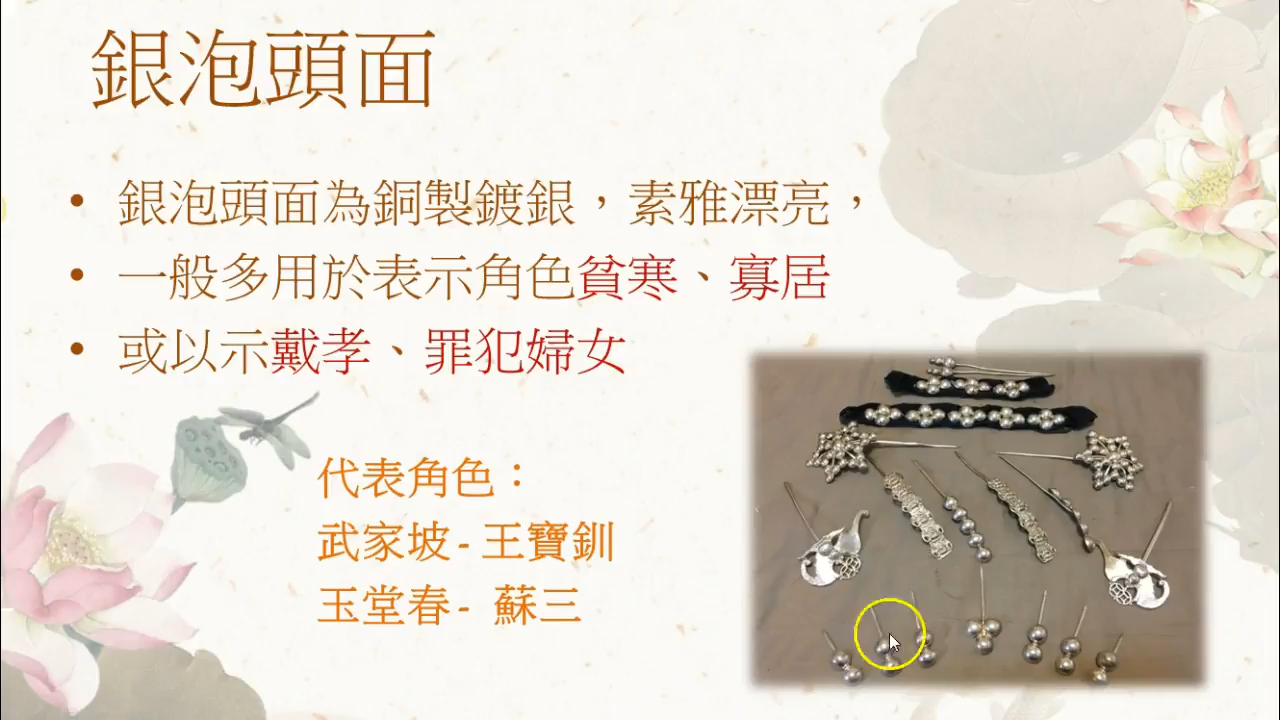 銀泡頭面
• 銀泡頭面為銅製鍍銀，素雅漂亮，
• 一般多用於表示角色貧寒、寡居
• 或以示戴孝、罪犯婦女
代表角色：
武家坡-王寶釧
玉堂春- 蘇三